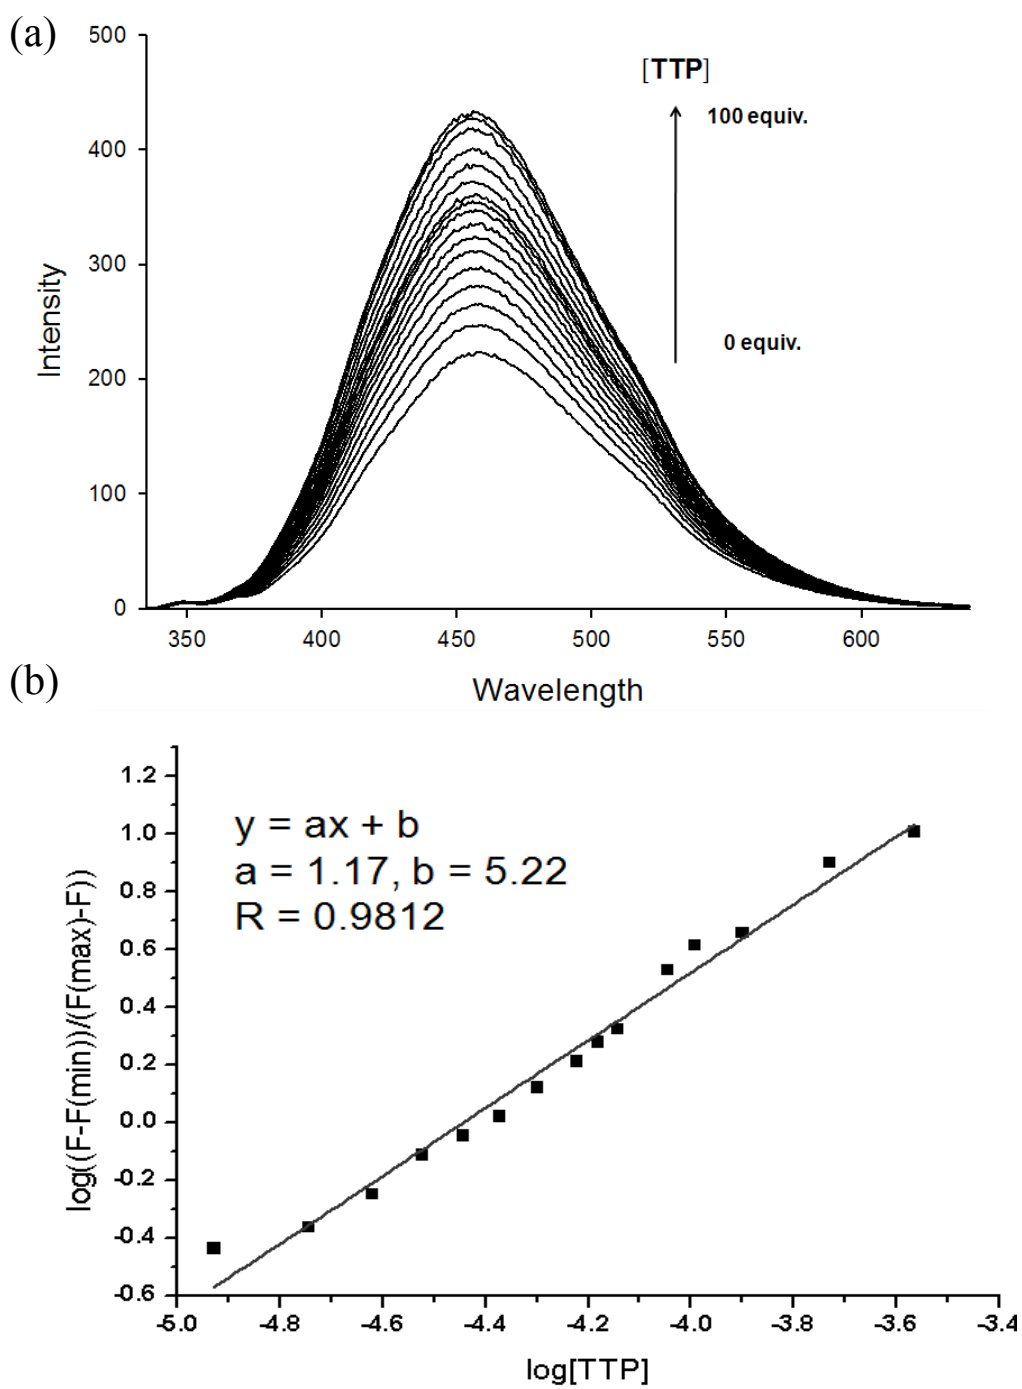 (a)
500
400
300
200
100
0
Intensity
[TTP]
100 equiv.
0 equiv.
350 400 450 500 550 600
Wavelength
(b)
1.2
1.0
0.8
0.6
0.4
0.2
0.0
-0.2
-0.4
-0.6
log((F-F(min))/(F(max)-F))
y = ax + b
a = 1.17, b = 5.22
R = 0.9812
-5.0 -4.8 -4.6 -4.4 -4.2 -4.0 -3.8 -3.6 -3.4
log[TTP]